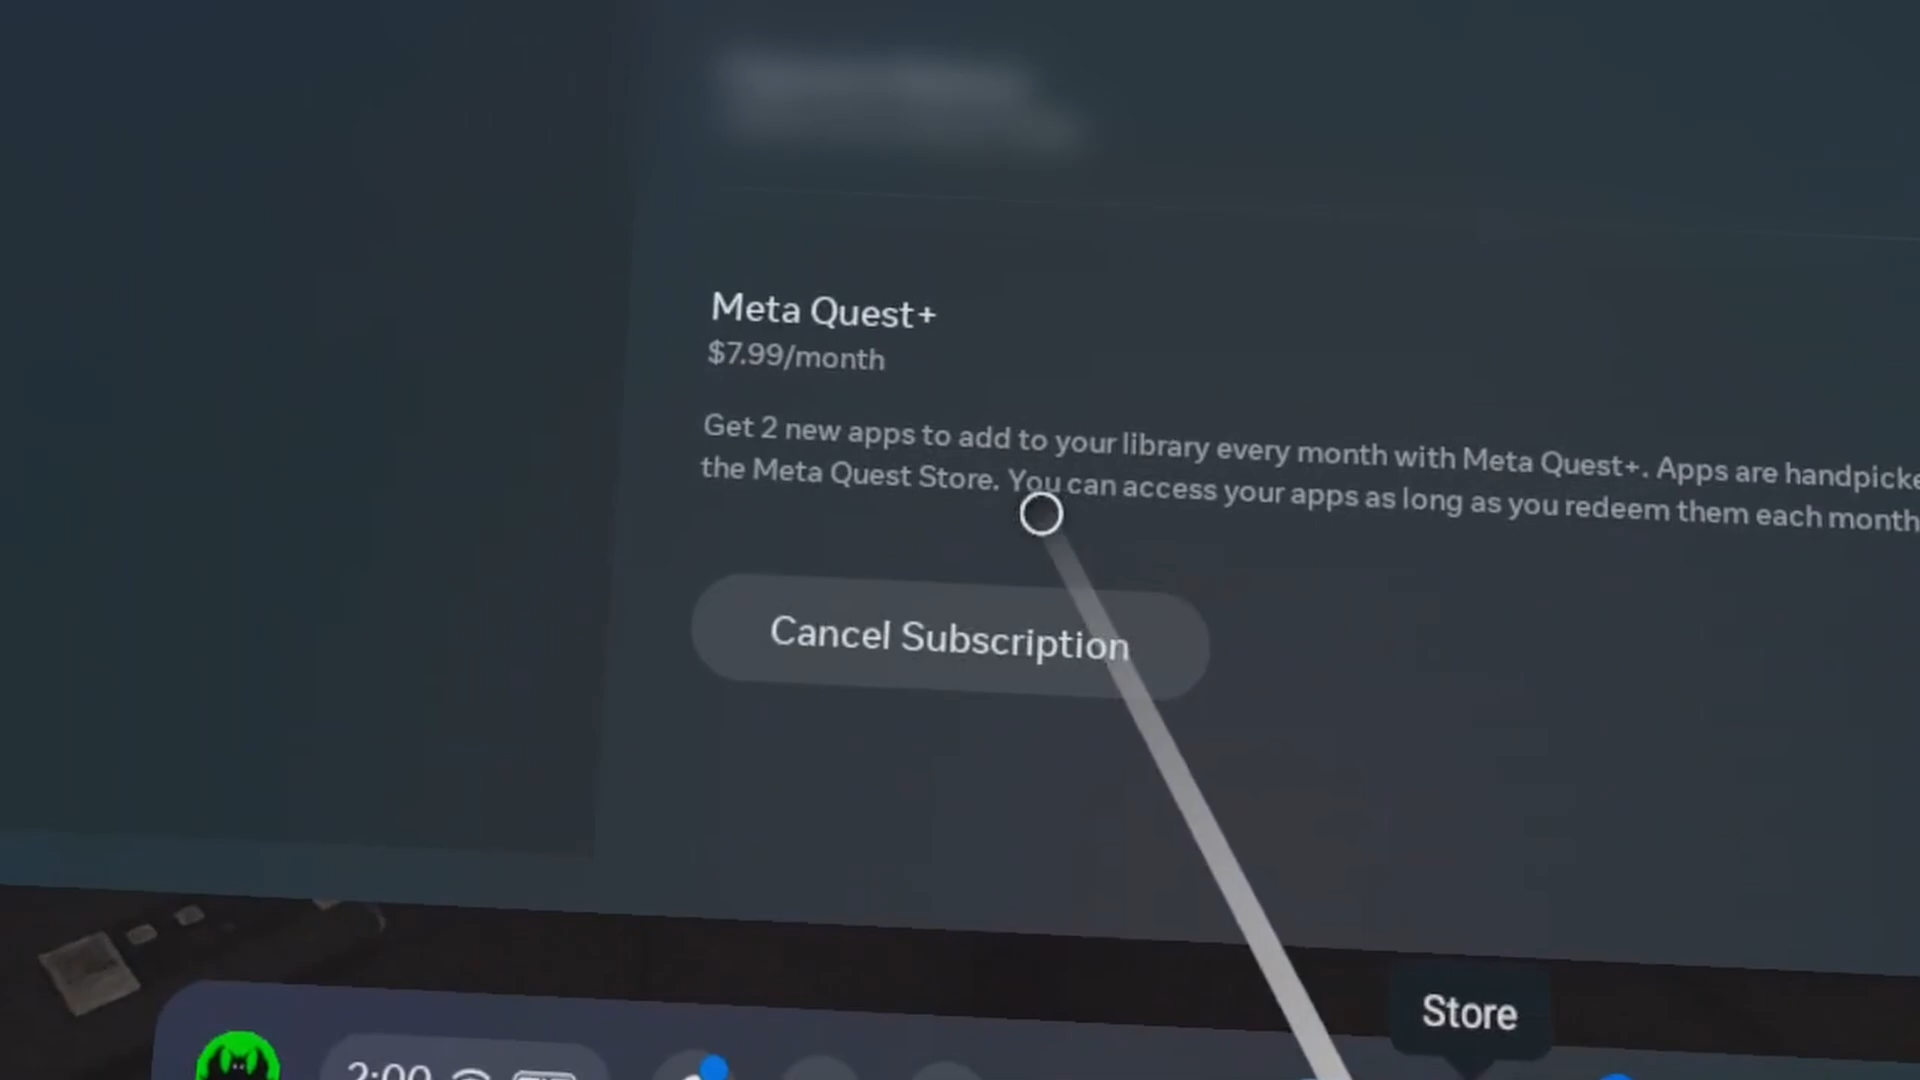 Meta Quest+
$7.99/month
Get 2 new apps to add to your library every month with Meta Quest+. Apps are
the Meta Quest Store. You can access your apps as long as you redeem them each month
Cancel Subscription
Store
2:00